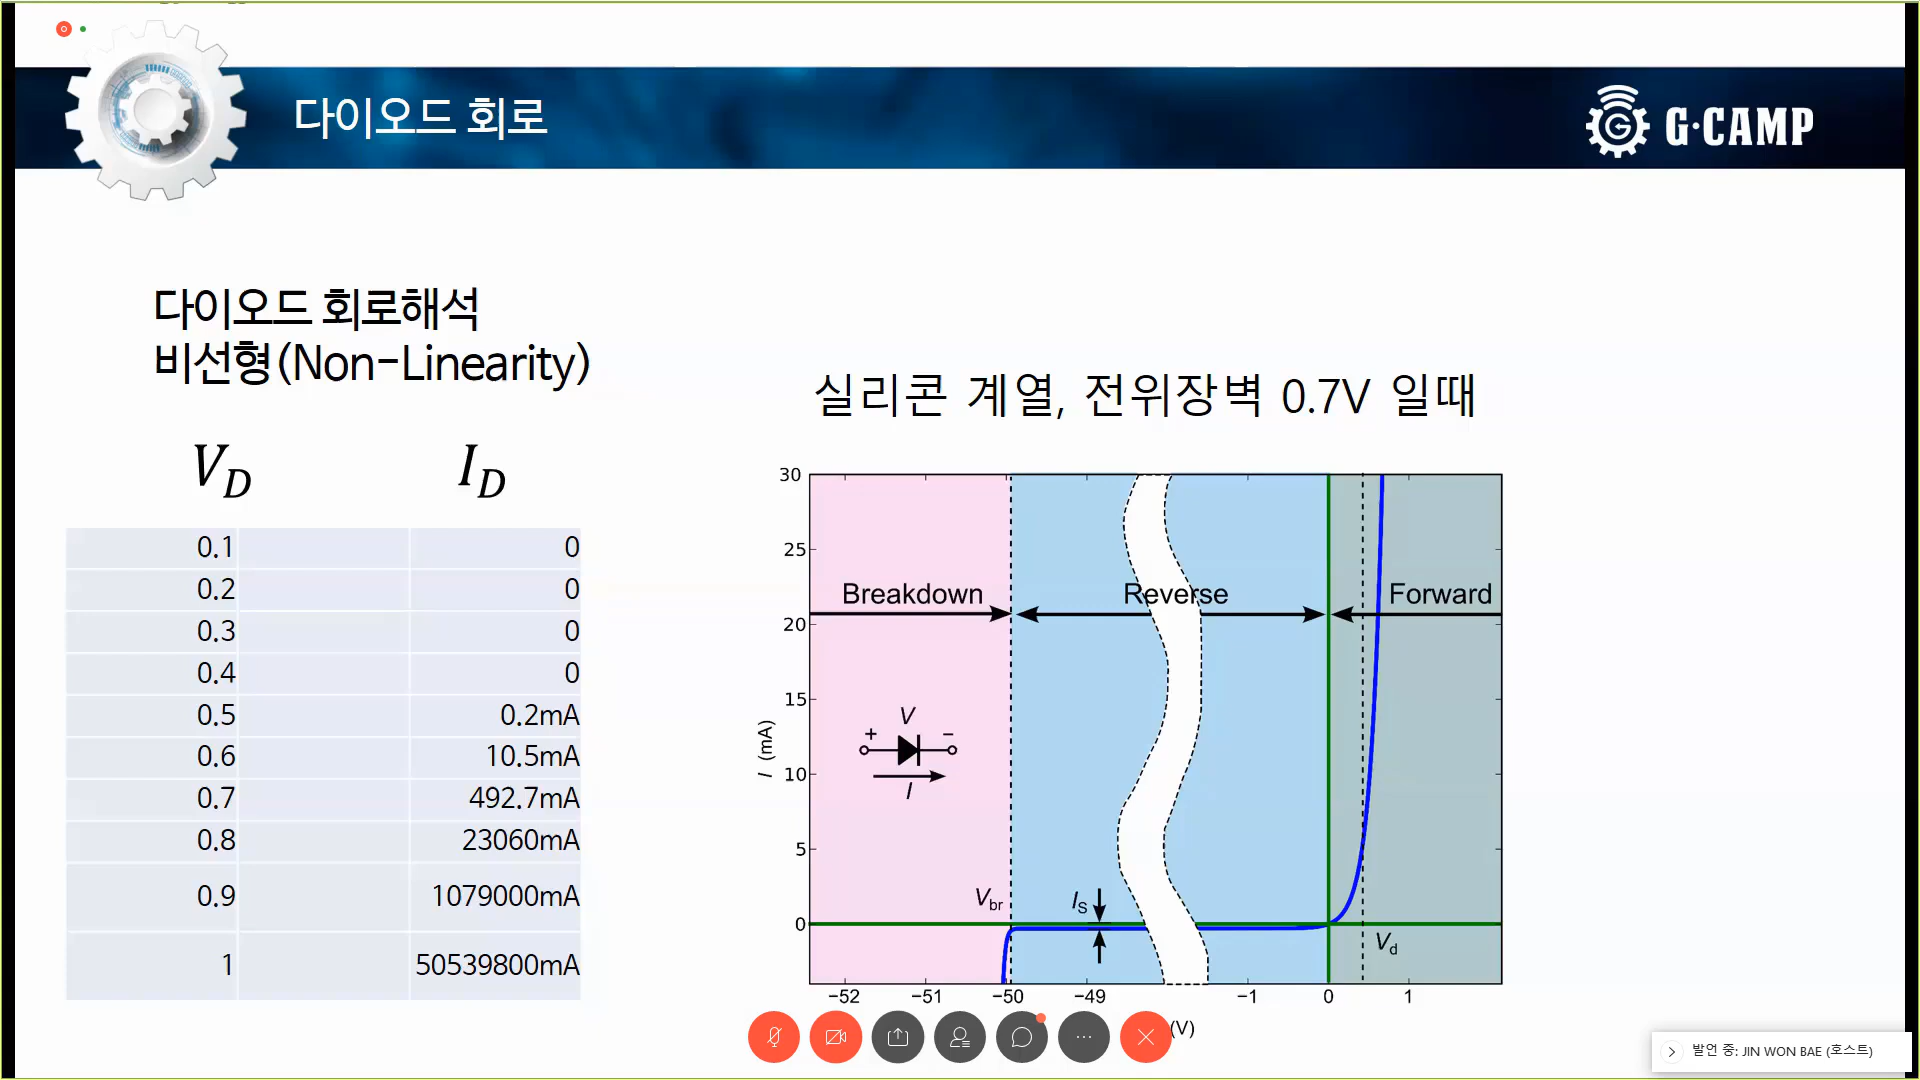 다이오드 회로
G·CAMP
다이오드 회로해석
비선형(Non-Linearity)
실리콘 계열, 전위장벽 0.7V 일때
V_D I_D
0.1 0
0.2 0
0.3 0
0.4 0
0.5 0.2mA
0.6 10.5mA
0.7 492.7mA
0.8 23060mA
0.9 1079000mA
1 50539800mA
30
25
20
15
10
5
0
I (mA)
Breakdown
Reverse
Forward
V
+ −
I
V_br
I_S
V_d
−52 −51 −50 −49 −1 0 1
(V)
발언 중: JIN WON BAE (호스트)